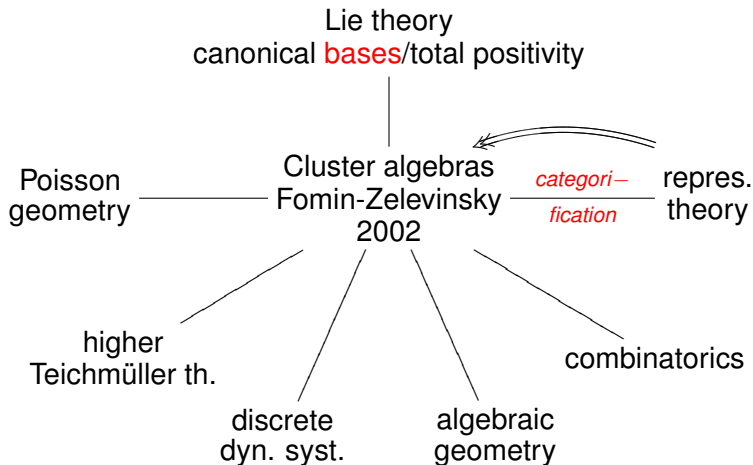 Lie theory
canonical bases/total positivity
Poisson
geometry
Cluster algebras
Fomin-Zelevinsky
2002
categori–
fication
repres.
theory
higher
Teichmüller th.
combinatorics
discrete
dyn. syst.
algebraic
geometry